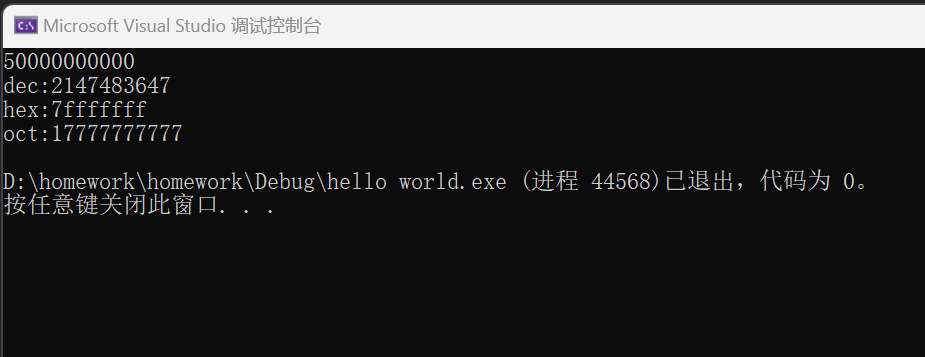 Microsoft Visual Studio 调试控制台
50000000000
dec:2147483647
hex:7fffffff
oct:17777777777
D:\homework\homework\Debug\hello world.exe (进程 44568)已退出，代码为 0。
按任意键关闭此窗口. . .